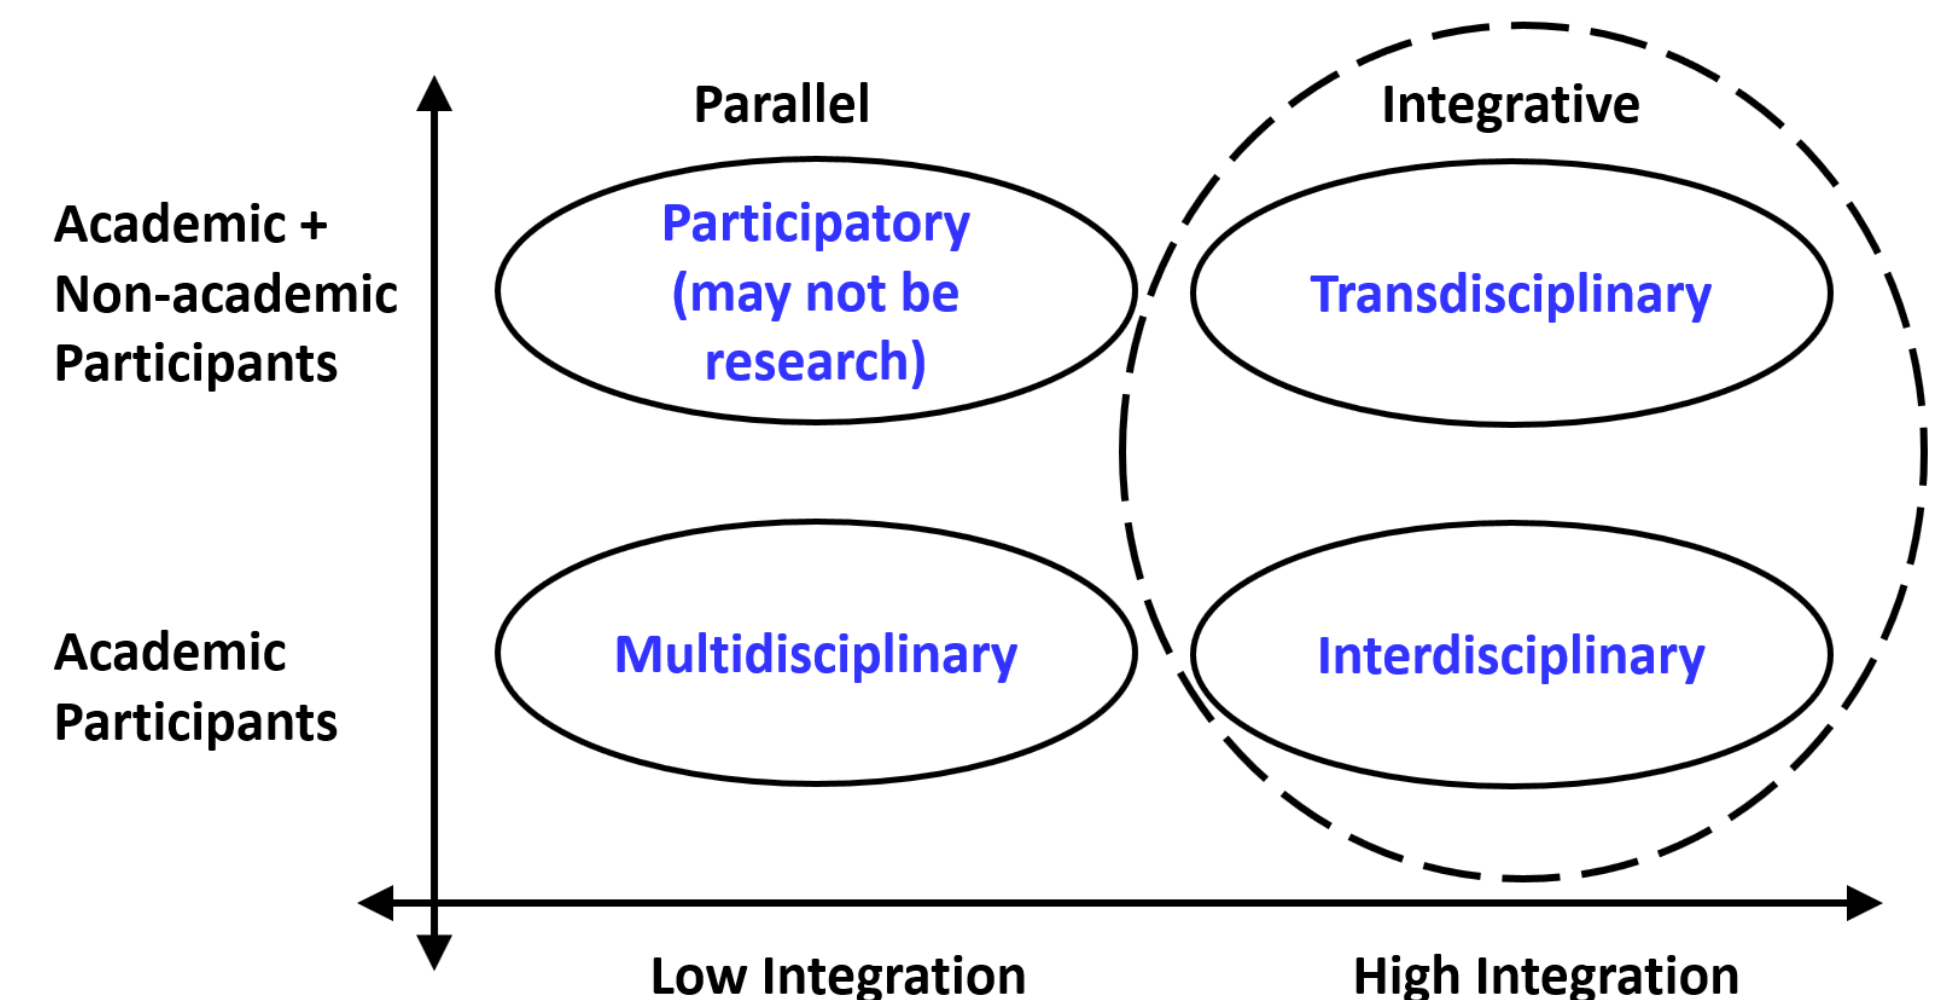 Parallel
Integrative
Academic +
Non-academic
Participants
Participatory
(may not be
research)
Transdisciplinary
Academic
Participants
Multidisciplinary
Interdisciplinary
Low Integration
High Integration